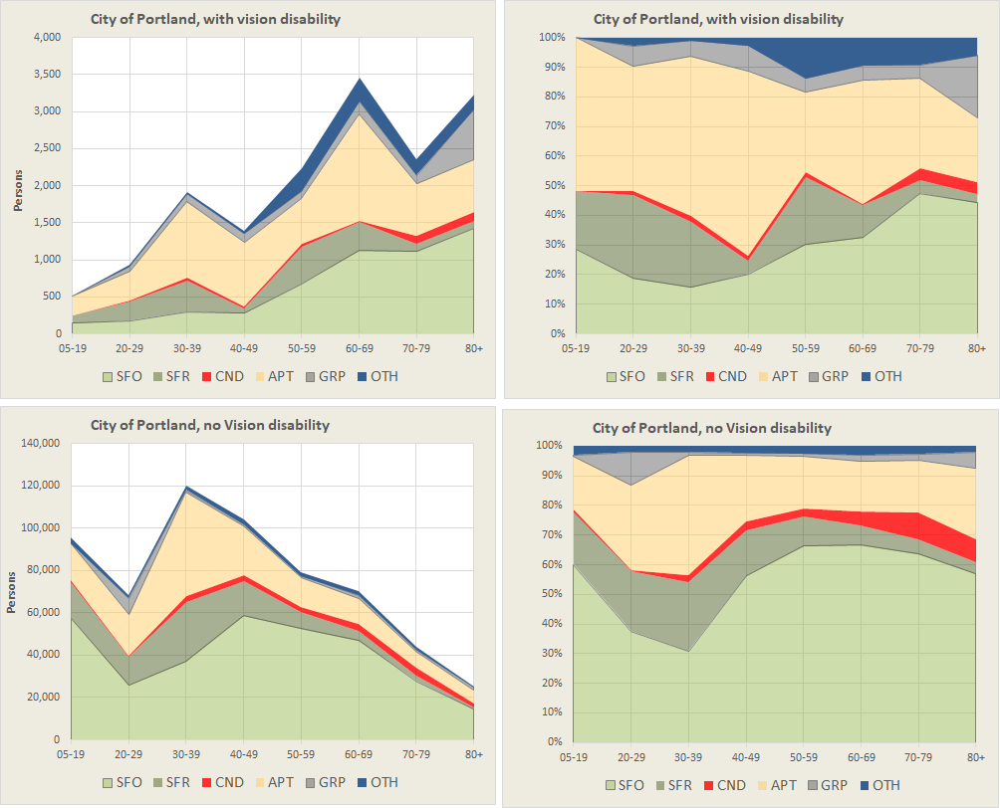 City of Portland, with vision disability
4,000
3,500
3,000
2,500
2,000
1,500
1,000
500
0
Persons
05-19 20-29 30-39 40-49 50-59 60-69 70-79 80+
SFO SFR CND APT GRP OTH
City of Portland, with vision disability
100%
90%
80%
70%
60%
50%
40%
30%
20%
10%
0%
05-19 20-29 30-39 40-49 50-59 60-69 70-79 80+
SFO SFR CND APT GRP OTH
City of Portland, no Vision disability
140,000
120,000
100,000
80,000
60,000
40,000
20,000
0
Persons
05-19 20-29 30-39 40-49 50-59 60-69 70-79 80+
SFO SFR CND APT GRP OTH
City of Portland, no Vision disability
100%
90%
80%
70%
60%
50%
40%
30%
20%
10%
0%
05-19 20-29 30-39 40-49 50-59 60-69 70-79 80+
SFO SFR CND APT GRP OTH